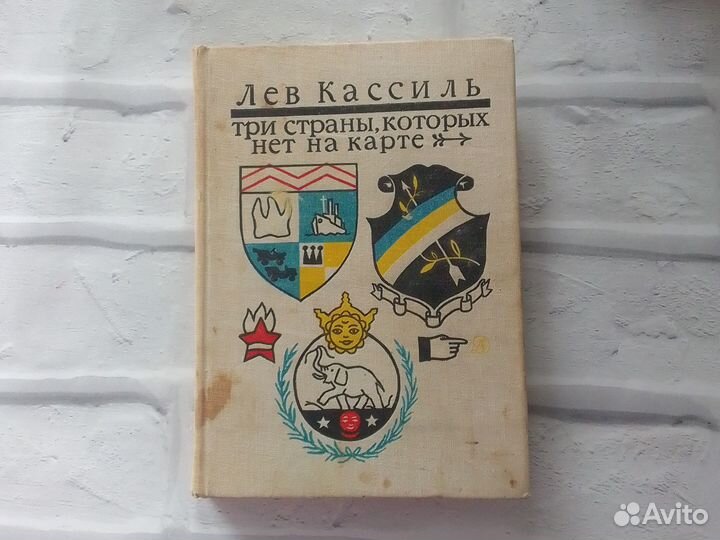 Лев Кассиль
три страны, которых
нет на карте
Avito